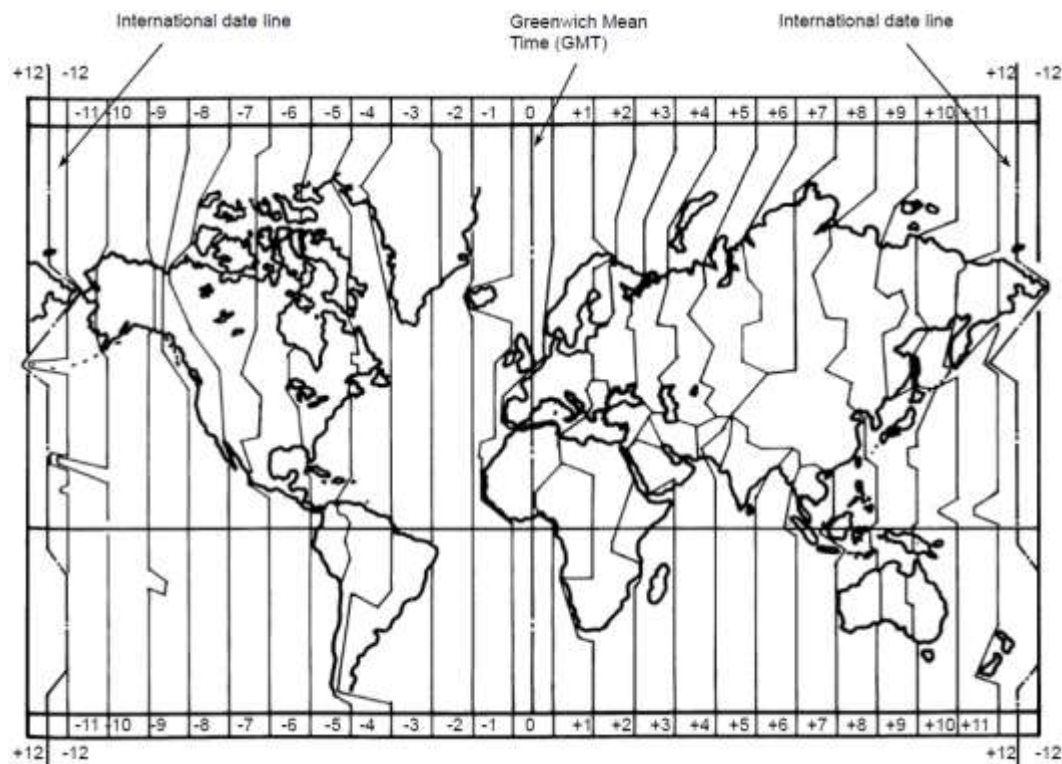 International date line
Greenwich Mean
Time (GMT)
International date line
+12 -12
+12 -12
-11 +10 -9 -8 -7 -6 -5 -4 -3 -2 -1 0 +1 +2 +3 +4 +5 +6 +7 +8 +9 +10 +11
-11 -10 -9 -8 -7 -6 -5 -4 -3 -2 -1 0 +1 +2 +3 +4 +5 +6 +7 +8 +9 +10 +11
+12 -12
+12 -12